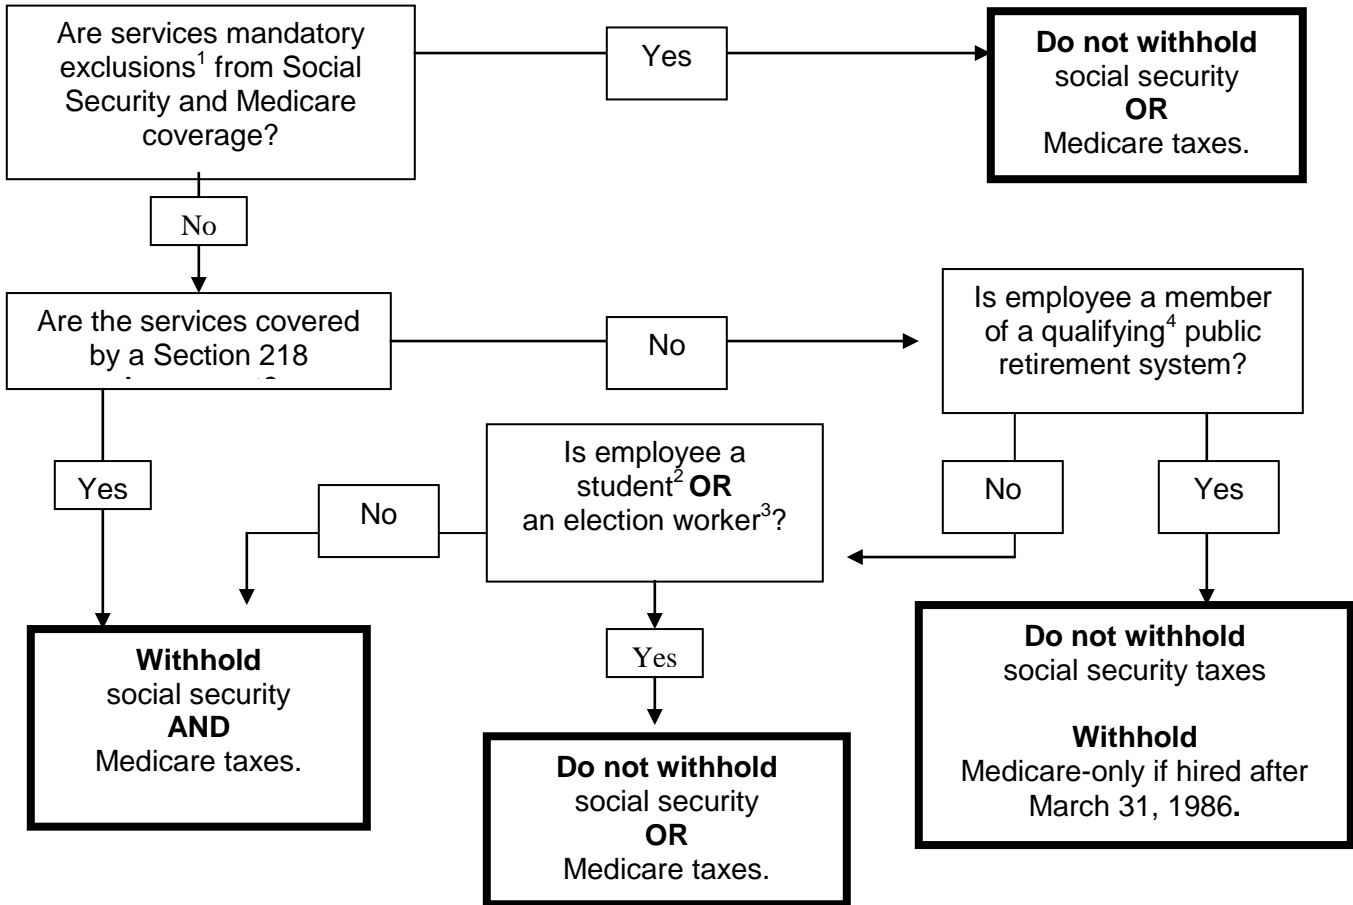 Are services mandatory
exclusions1 from Social
Security and Medicare
coverage?
Yes
Do not withhold
social security
OR
Medicare taxes.
No
Are the services covered
by a Section 218
No
Is employee a member
of a qualifying4 public
retirement system?
Yes
No
Is employee a
student2 OR
an election worker3?
No
Yes
Withhold
social security
AND
Medicare taxes.
Yes
Do not withhold
social security
OR
Medicare taxes.
Do not withhold
social security taxes
Withhold
Medicare-only if hired after
March 31, 1986.